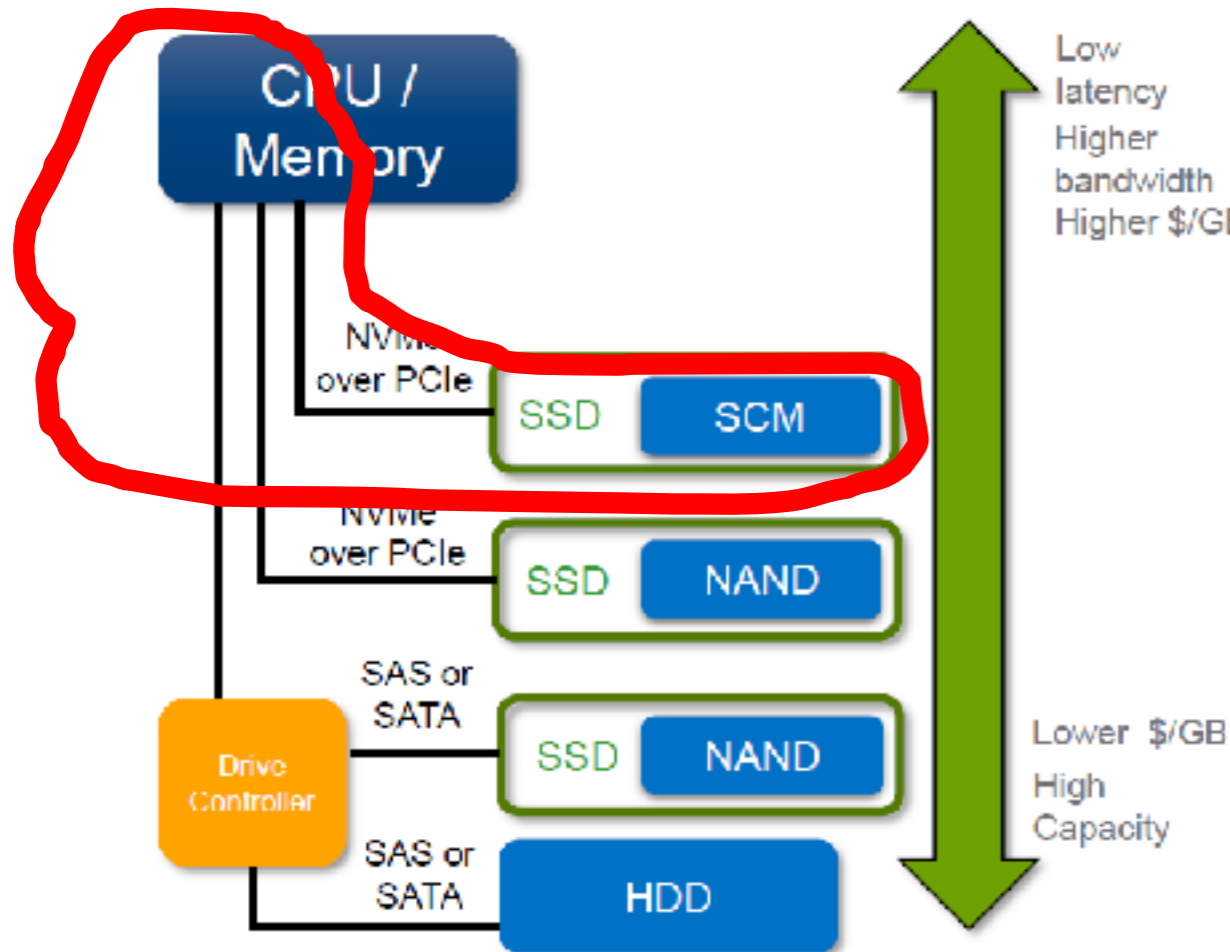 CPU /
Memory
Low
latency
Higher
bandwidth
Higher $/G
NVMe
over PCIe
SSD
SCM
NVMe
over PCIe
SSD
NAND
SAS or
SATA
SSD
NAND
Drive
Controller
Lower $/GB
High
Capacity
SAS or
SATA
HDD